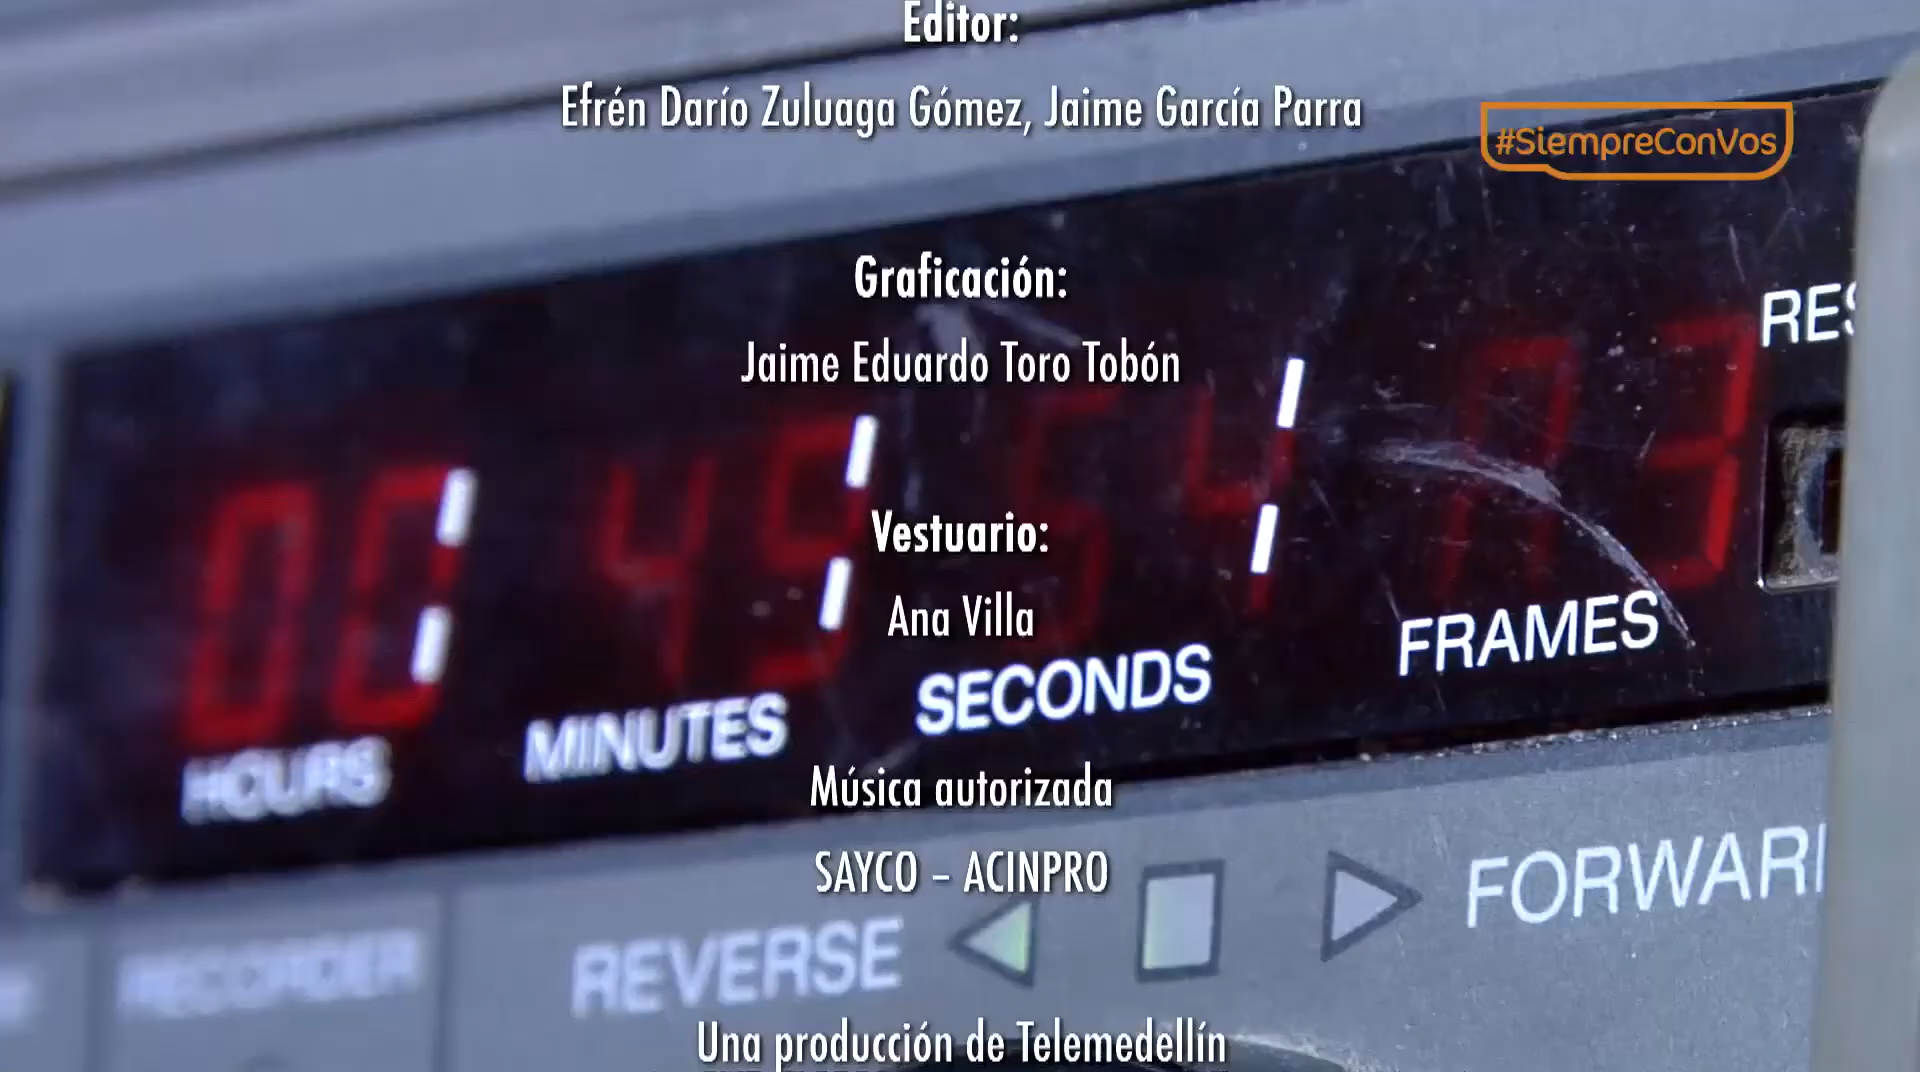 Editor:
Efrén Darío Zuluaga Gómez, Jaime García Parra
#SiempreConVos
Graficación:
Jaime Eduardo Toro Tobón
RES
Vestuario:
Ana Villa
HOURS
MINUTES
SECONDS
FRAMES
Música autorizada
SAYCO – ACINPRO
RECORDER
REVERSE
FORWAR
Una producción de Telemedellín